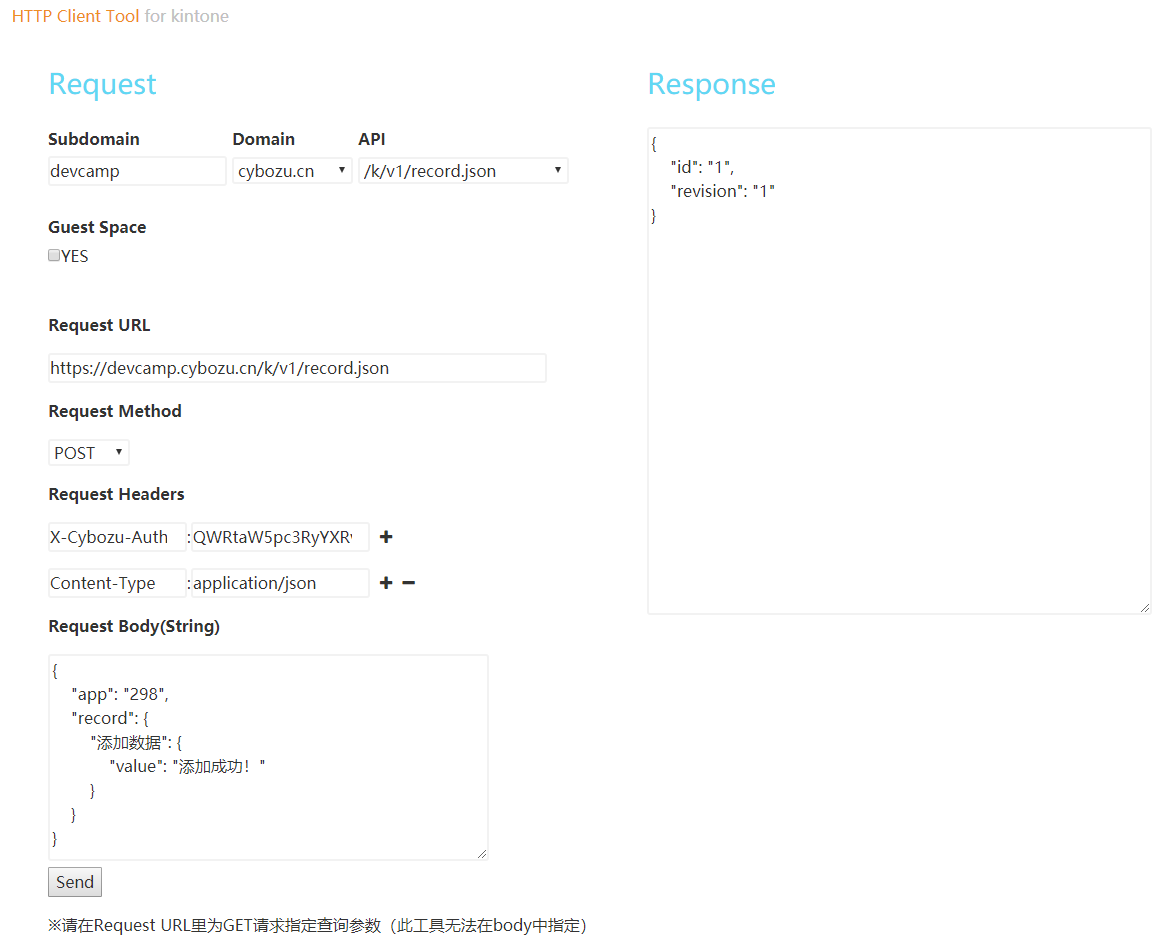 HTTP Client Tool for kintone
Request
Subdomain Domain API
devcamp cybozu.cn /k/v1/record.json
Guest Space
YES
Request URL
https://devcamp.cybozu.cn/k/v1/record.json
Request Method
POST
Request Headers
X-Cybozu-Auth : QWRtaW5pc3RyYXR
Content-Type : application/json
Request Body(String)
{
"app": "298",
"record": {
"添加数据": {
"value": "添加成功！"
}
}
}
Send
※请在Request URL里为GET请求指定查询参数（此工具无法在body中指定）
Response
{
"id": "1",
"revision": "1"
}